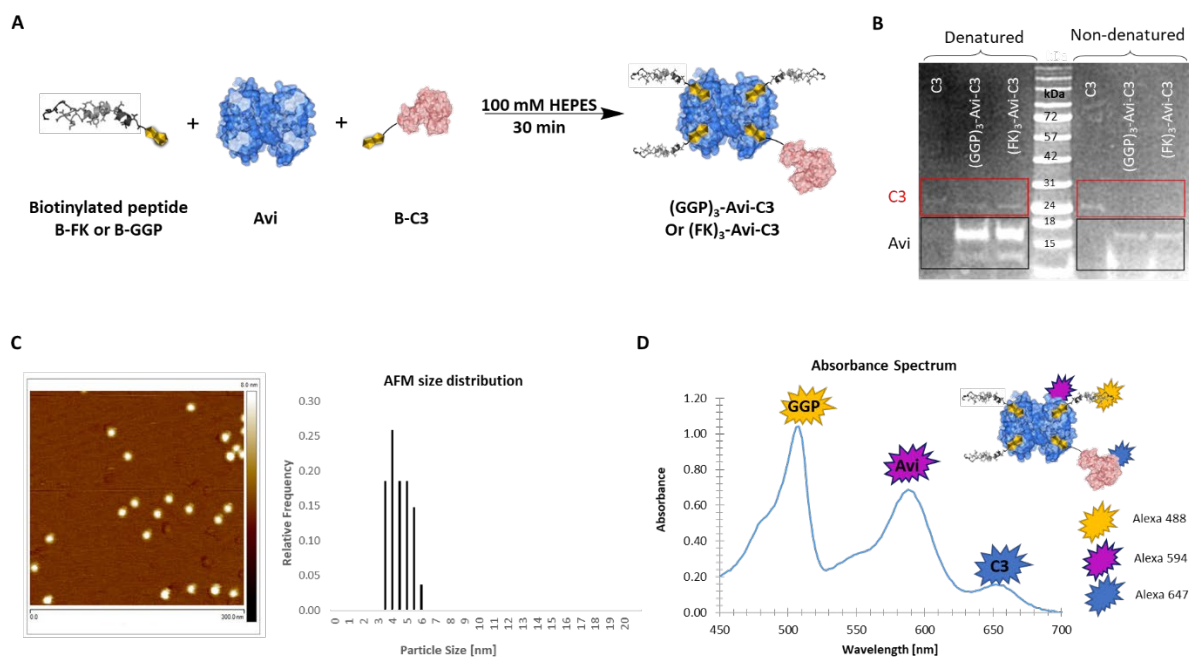 A
100 mM HEPES
30 min
+
+
Biotinylated peptide
B-FK or B-GGP
Avi
B-C3
(GGP)3-Avi-C3
Or (FK)3-Avi-C3
B
Denatured
Non-denatured
C3
(GGP)3-Avi-C3
(FK)3-Avi-C3
kDa
C3
(GGP)3-Avi-C3
(FK)3-Avi-C3
72
57
42
31
24
18
15
C3
Avi
C
8.0 nm
0.0
0.0
300.0 nm
AFM size distribution
Relative Frequency
0.30
0.25
0.20
0.15
0.10
0.05
0.00
0 1 2 3 4 5 6 7 8 9 10 11 12 13 14 15 16 17 18 19 20
Particle Size [nm]
D
Absorbance Spectrum
Absorbance
1.20
1.00
0.80
0.60
0.40
0.20
0.00
450 500 550 600 650 700
Wavelength [nm]
GGP
Avi
C3
Alexa 488
Alexa 594
Alexa 647